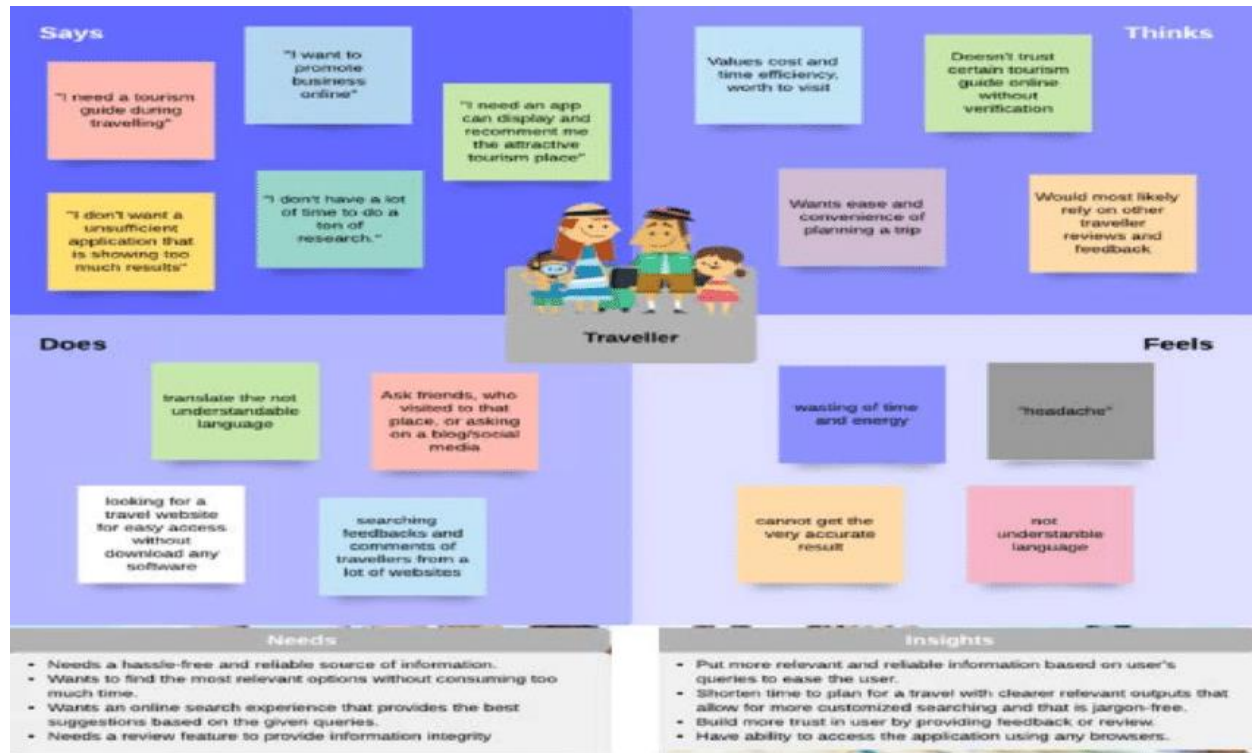 Says
"I need a tourism
guide during
travelling"
"I want to
promote
business
online"
"I need an app
can display and
recomment me
the attractive
tourism place"
"I don't want a
unsufficient
application that
is showing too
much results"
"I don't have a lot
of time to do a
ton of
research."
Thinks
Values cost and
time efficiency,
worth to visit
Doesn't trust
certain tourism
guide online
without
verification
Wants ease and
convenience of
planning a trip
Would most likely
rely on other
traveller
reviews and
feedback
Traveller
Does
translate the not
understandable
language
Ask friends, who
visited to that
place, or asking
on a blog/social
media
looking for a
travel website
for easy access
without
download any
software
searching
feedbacks and
comments of
travellers from a
lot of websites
Feels
wasting of time
and energy
"headache"
cannot get the
very accurate
result
not
understanble
language
Needs
• Needs a hassle-free and reliable source of information.
• Wants to find the most relevant options without consuming too
much time.
• Wants an online search experience that provides the best
suggestions based on the given queries.
• Needs a review feature to provide information integrity
Insights
• Put more relevant and reliable information based on user's
queries to ease the user.
• Shorten time to plan for a travel with clearer relevant outputs that
allow for more customized searching and that is jargon-free.
• Build more trust in user by providing feedback or review.
• Have ability to access the application using any browsers.